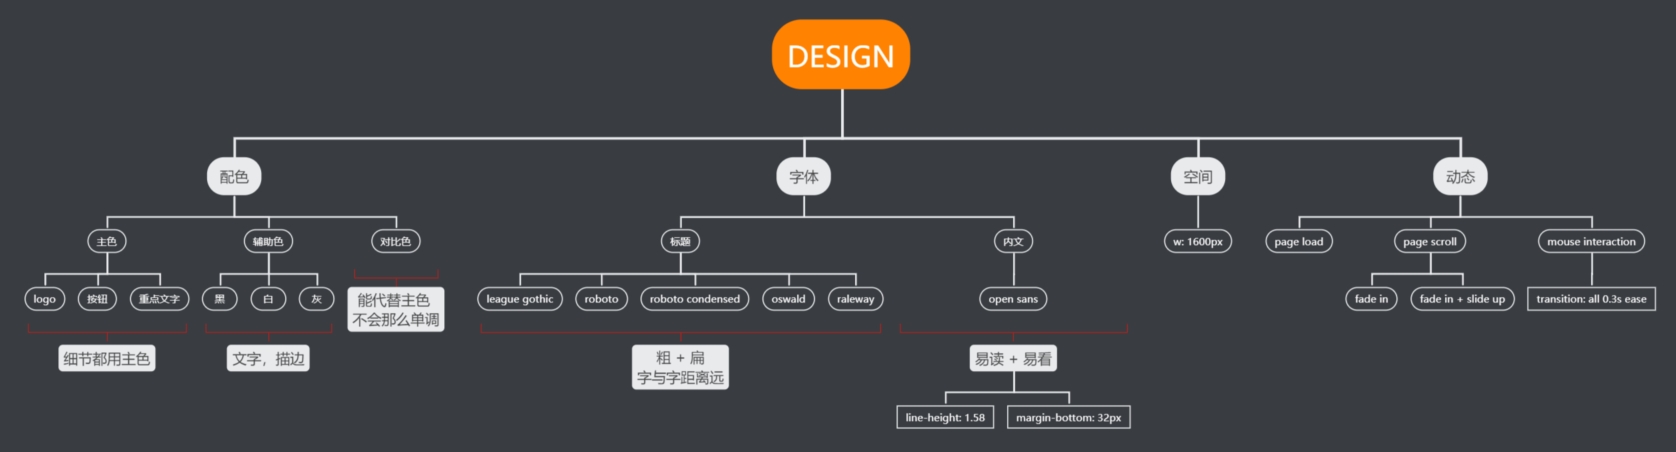 DESIGN
配色
字体
空间
动态
主色
辅助色
对比色
标题
内文
w: 1600px
page load
page scroll
mouse interaction
logo
按钮
重点文字
黑
白
灰
能代替主色
不会那么单调
league gothic
roboto
roboto condensed
oswald
raleway
open sans
fade in
fade in + slide up
transition: all 0.3s ease
细节都用主色
文字，描边
粗 + 扁
字与字距离远
易读 + 易看
line-height: 1.58
margin-bottom: 32px